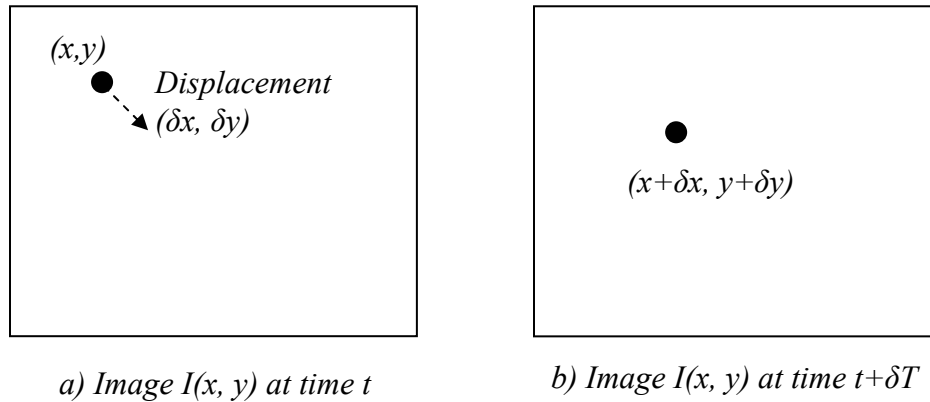 (x,y)
Displacement
(δx, δy)
(x+δx, y+δy)
a) Image I(x, y) at time t
b) Image I(x, y) at time t+δT